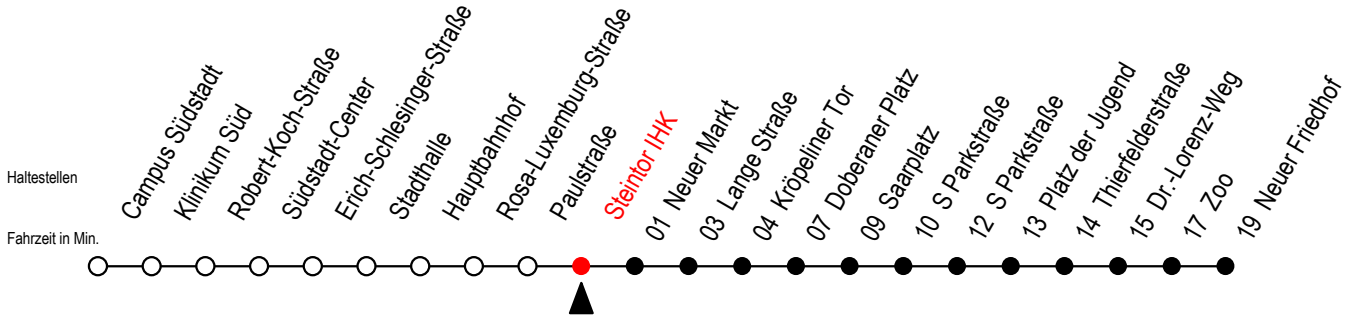 Haltestellen
Fahrzeit in Min.
Campus Südstadt
Klinikum Süd
Robert-Koch-Straße
Südstadt-Center
Erich-Schlesinger-Straße
Stadthalle
Hauptbahnhof
Rosa-Luxemburg-Straße
Paulstraße
Steintor IHK
01 Neuer Markt
03 Lange Straße
04 Kröpeliner Tor
07 Doberaner Platz
09 Saarplatz
10 S Parkstraße
12 S Parkstraße
13 Platz der Jugend
14 Thierfelderstraße
15 Dr.-Lorenz-Weg
17 Zoo
19 Neuer Friedhof